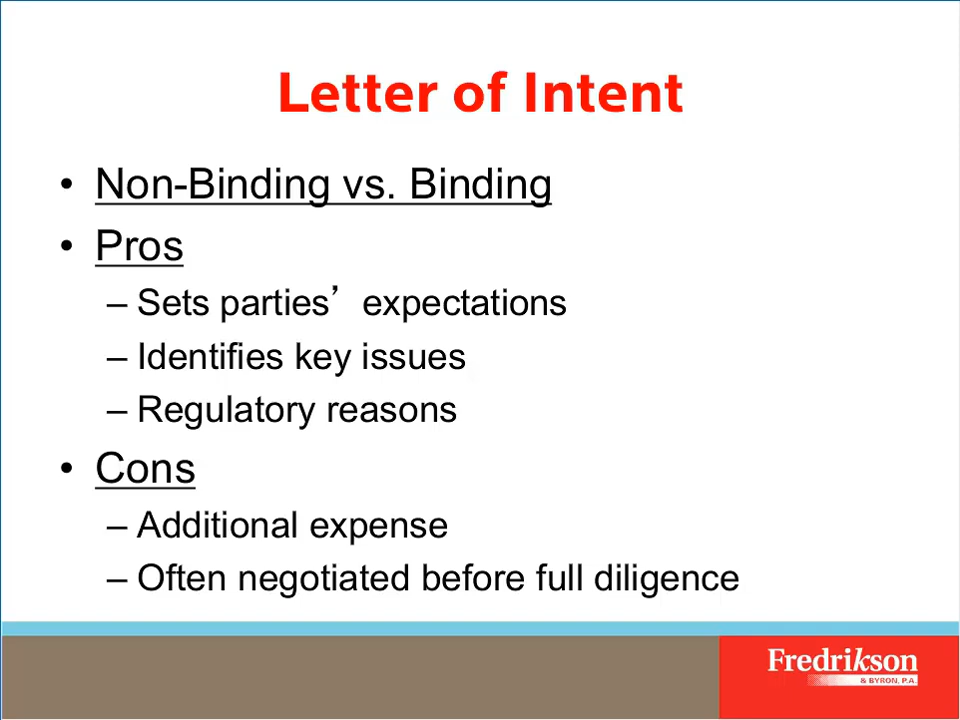 Letter of Intent
• Non-Binding vs. Binding
• Pros
– Sets parties’ expectations
– Identifies key issues
– Regulatory reasons
• Cons
– Additional expense
– Often negotiated before full diligence
Fredrikson
& BYRON, P.A.